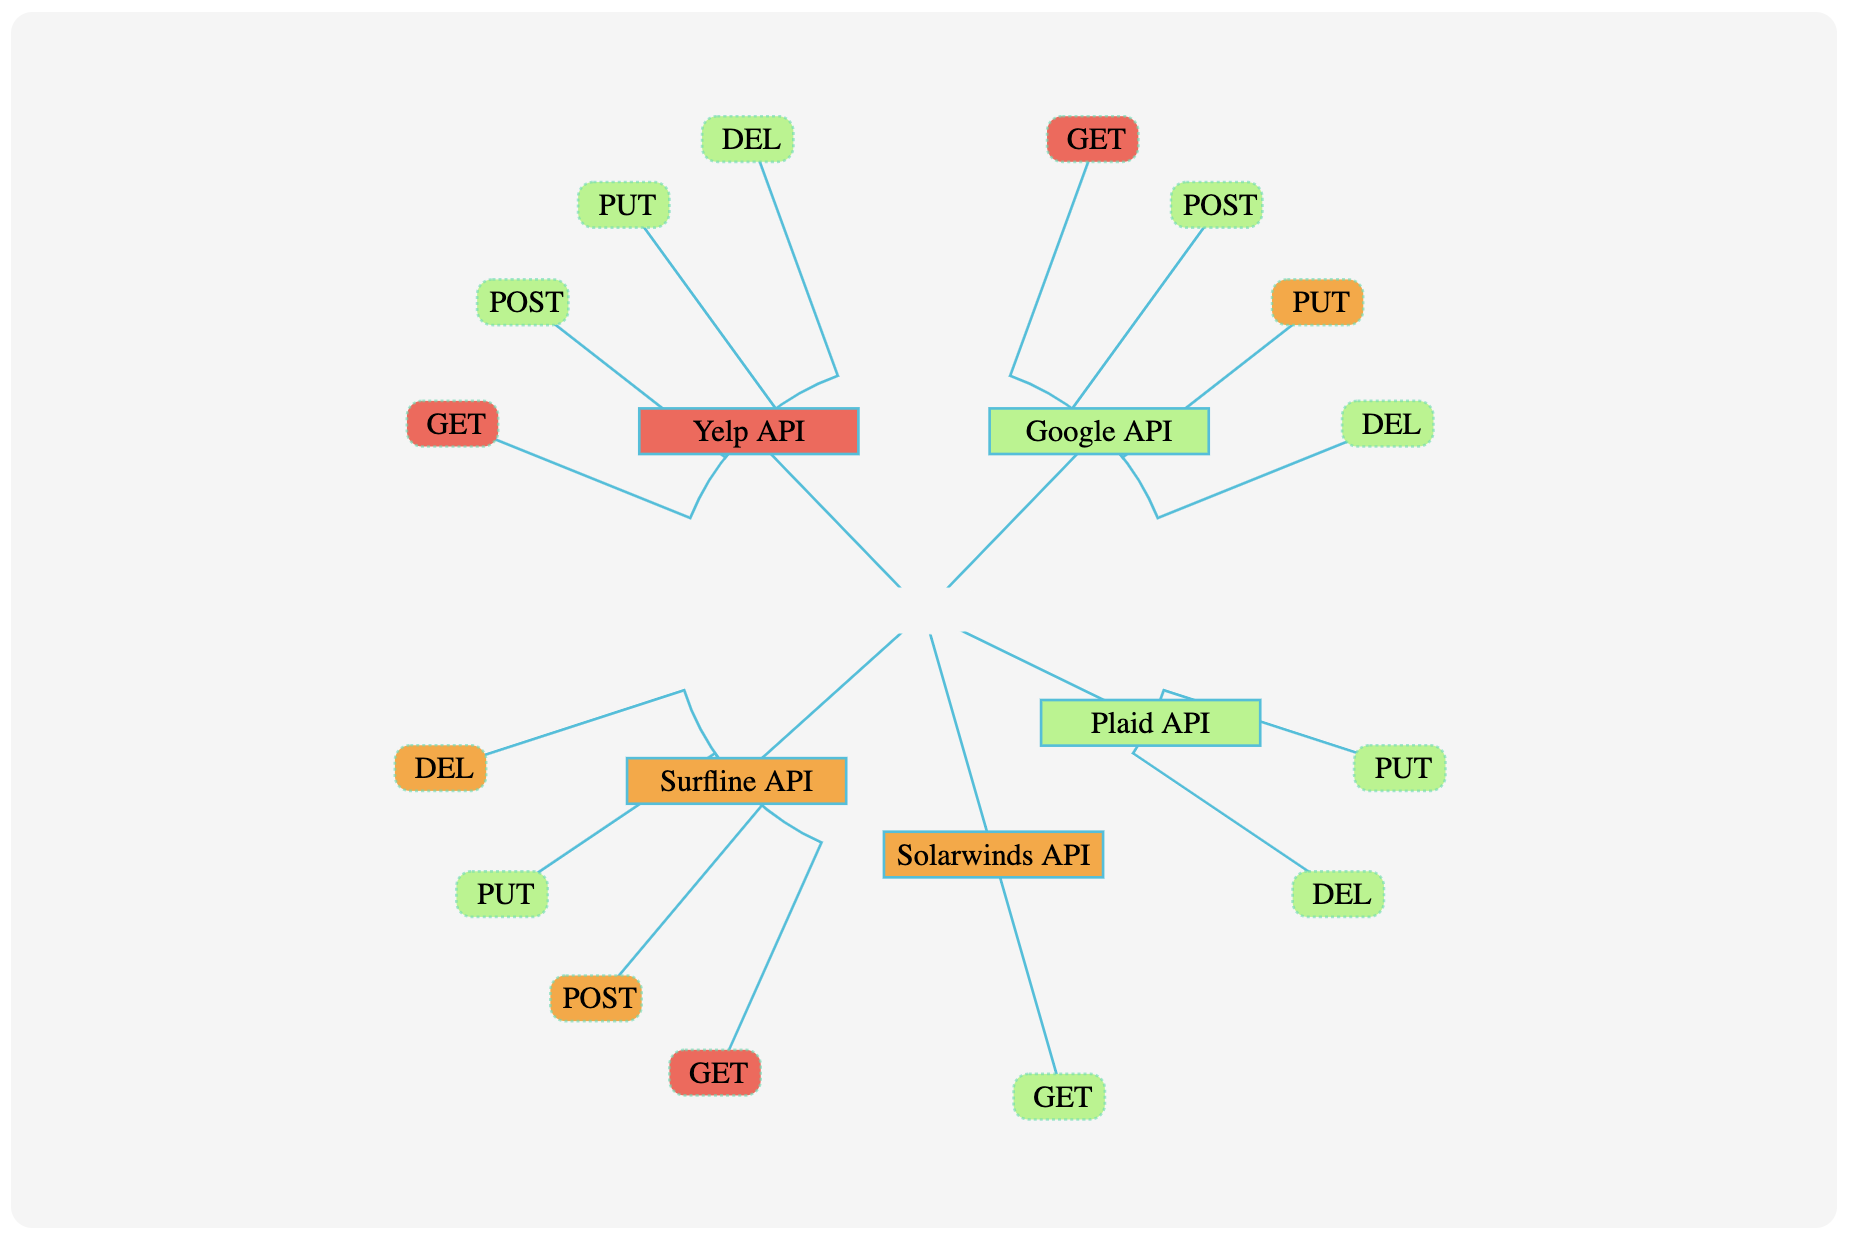 DEL
GET
PUT
POST
POST
PUT
GET
Yelp API
Google API
DEL
Plaid API
DEL
Surfline API
PUT
Solarwinds API
PUT
DEL
POST
GET
GET